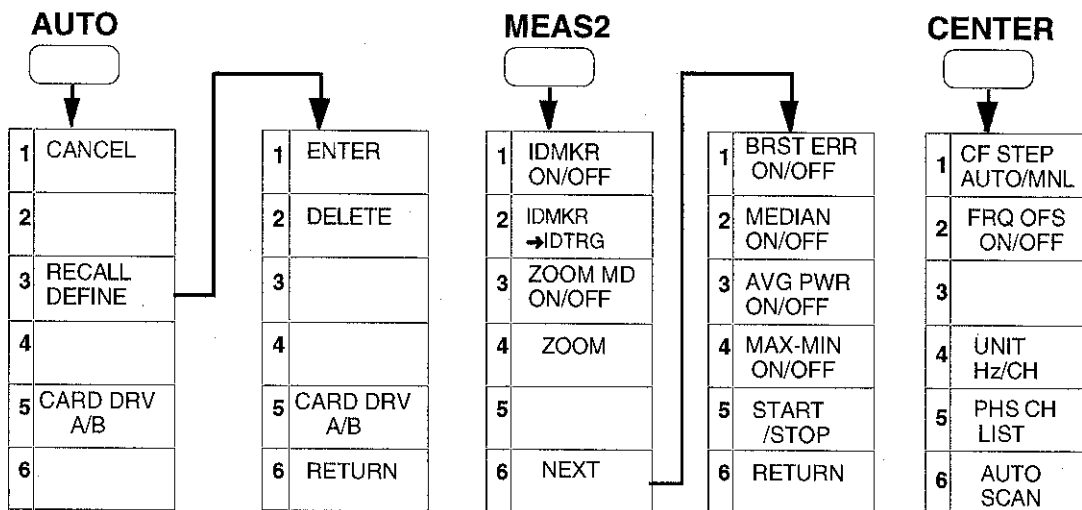 AUTO
1 CANCEL
2
3 RECALL
DEFINE
4
5 CARD DRV
A/B
6
1 ENTER
2 DELETE
3
4
5 CARD DRV
A/B
6 RETURN
MEAS2
1 IDMKR
ON/OFF
2 IDMKR
→IDTRG
3 ZOOM MD
ON/OFF
4 ZOOM
5
6 NEXT
1 BRST ERR
ON/OFF
2 MEDIAN
ON/OFF
3 AVG PWR
ON/OFF
4 MAX-MIN
ON/OFF
5 START
/STOP
6 RETURN
CENTER
1 CF STEP
AUTO/MNL
2 FRQ OFS
ON/OFF
3
4 UNIT
Hz/CH
5 PHS CH
LIST
6 AUTO
SCAN